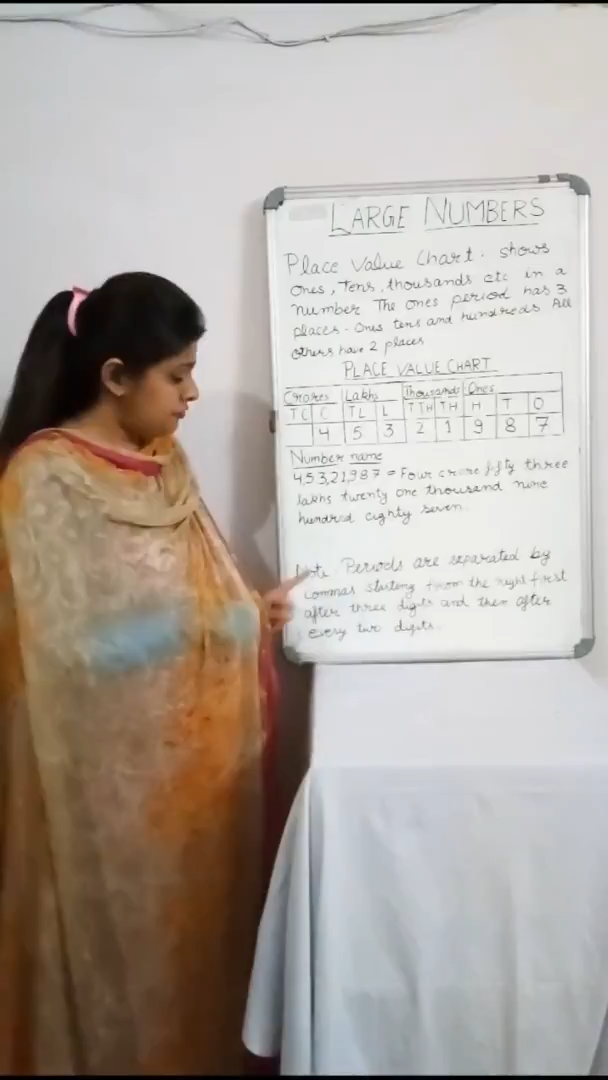 LARGE NUMBERS
Place Value Chart. shows
Ones, Tens, thousands etc in a
number The ones period has 3
places - Ones tens and hundreds All
others have 2 places
PLACE VALUE CHART
Crores Lakhs Thousands Ones
T C C T L L T TH TH H T O
4 5 3 2 1 9 8 7
Number name
4,53,21,987 = Four crore fifty three
lakhs twenty one thousand nine
hundred eighty seven.
Note Periods are separated by
commas starting from the right first
after three digits and then after
every two digits.